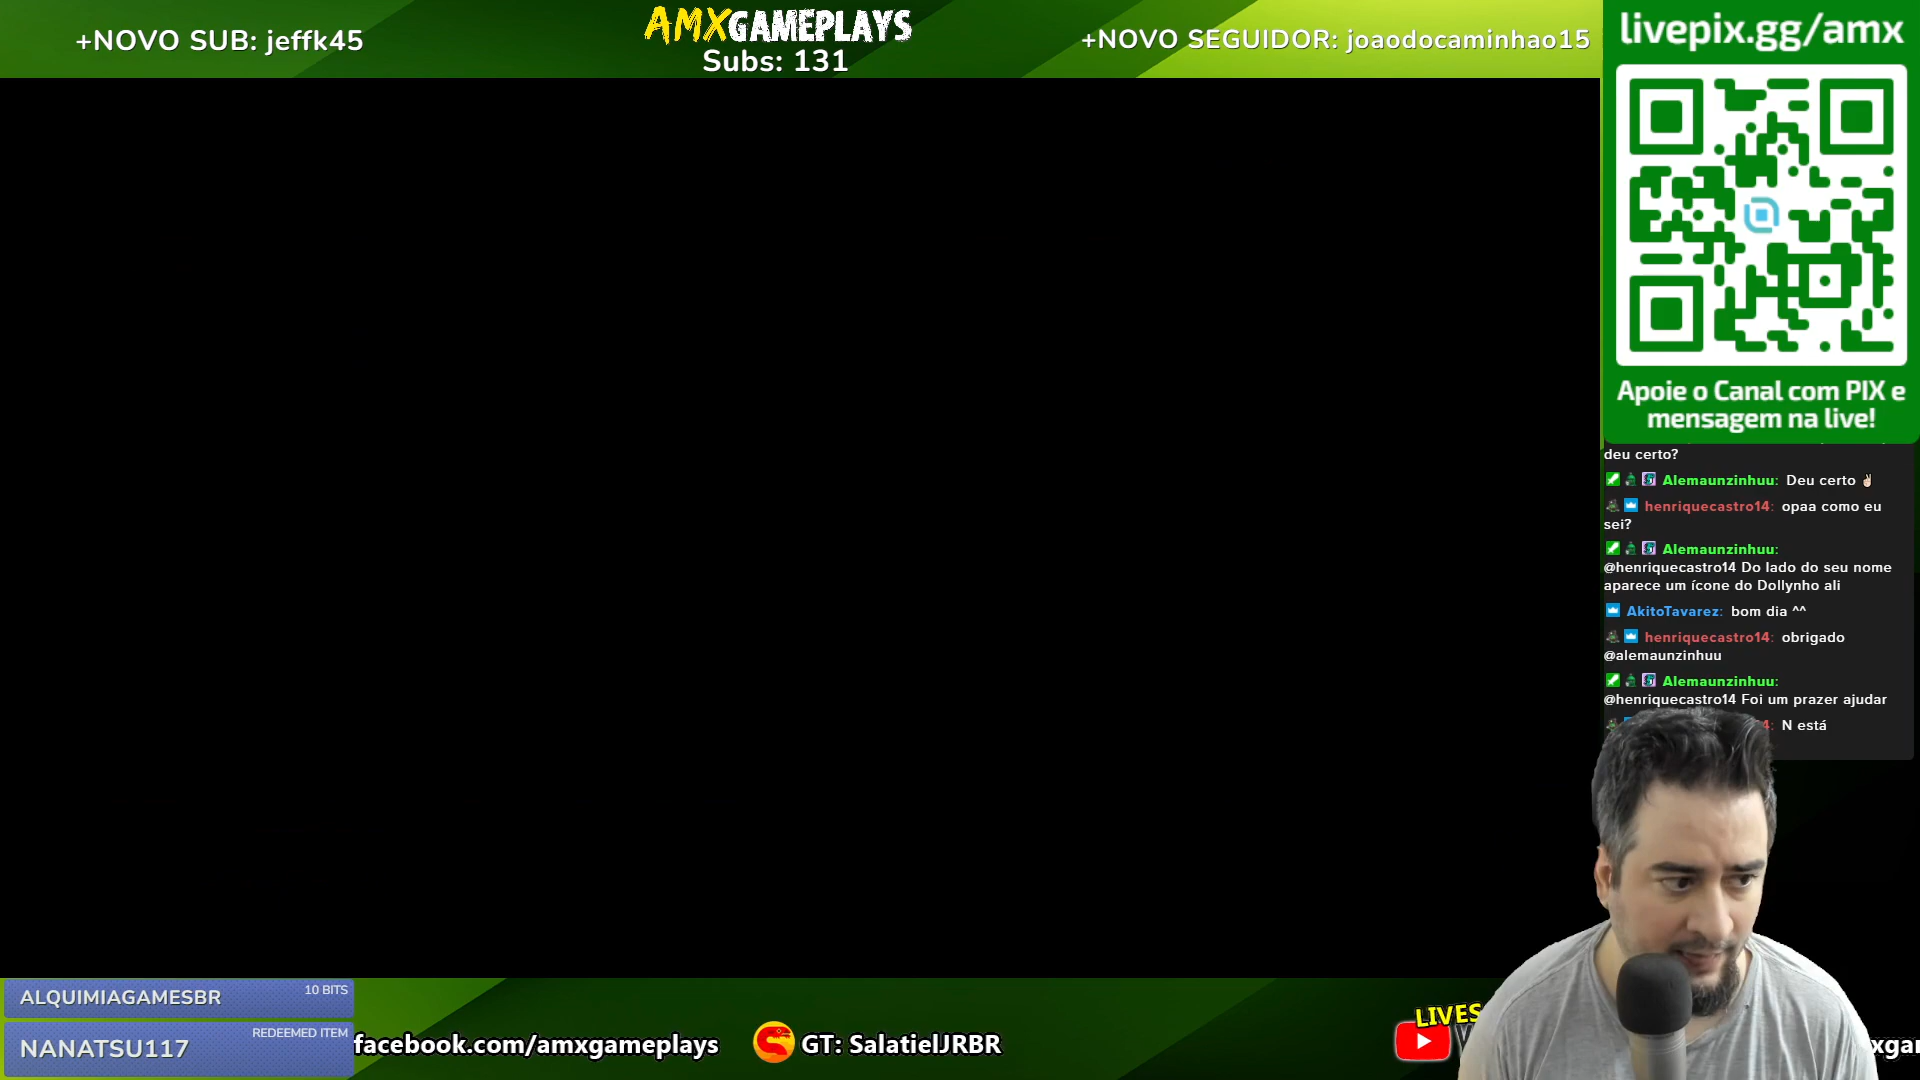 +NOVO SUB: jeffk45
AMXGAMEPLAYS
Subs: 131
+NOVO SEGUIDOR: joaodocaminhao15
livepix.gg/amx
Apoie o Canal com PIX e
mensagem na live!
deu certo?
Alemaunzinhuu: Deu certo ✌🏻
henriquecastro14: opaa como eu
sei?
Alemaunzinhuu:
@henriquecastro14 Do lado do seu nome
aparece um ícone do Dollynho ali
AkitoTavarez: bom dia ^^
henriquecastro14: obrigado
@alemaunzinhuu
Alemaunzinhuu:
@henriquecastro14 Foi um prazer ajudar
4: N está
ALQUIMIAGAMESBR
10 BITS
NANATSU117
REDEEMED ITEM
facebook.com/amxgameplays
GT: SalatielJRBR
LIVES